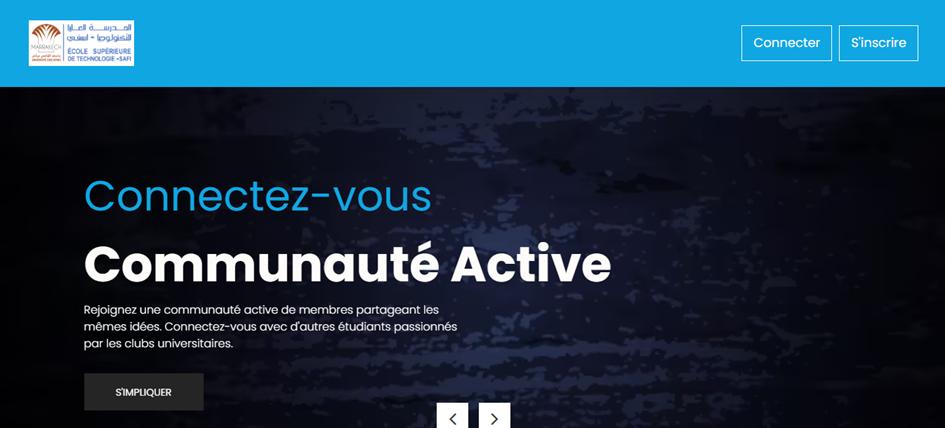 المدرسة العليا
للتكنولوجيا - آسفي
MARRAKECH
ÉCOLE SUPÉRIEURE
DE TECHNOLOGIE -SAFI
Connecter
S'inscrire
Connectez-vous
Communauté Active
Rejoignez une communauté active de membres partageant les
mêmes idées. Connectez-vous avec d'autres étudiants passionnés
par les clubs universitaires.
S'IMPLIQUER